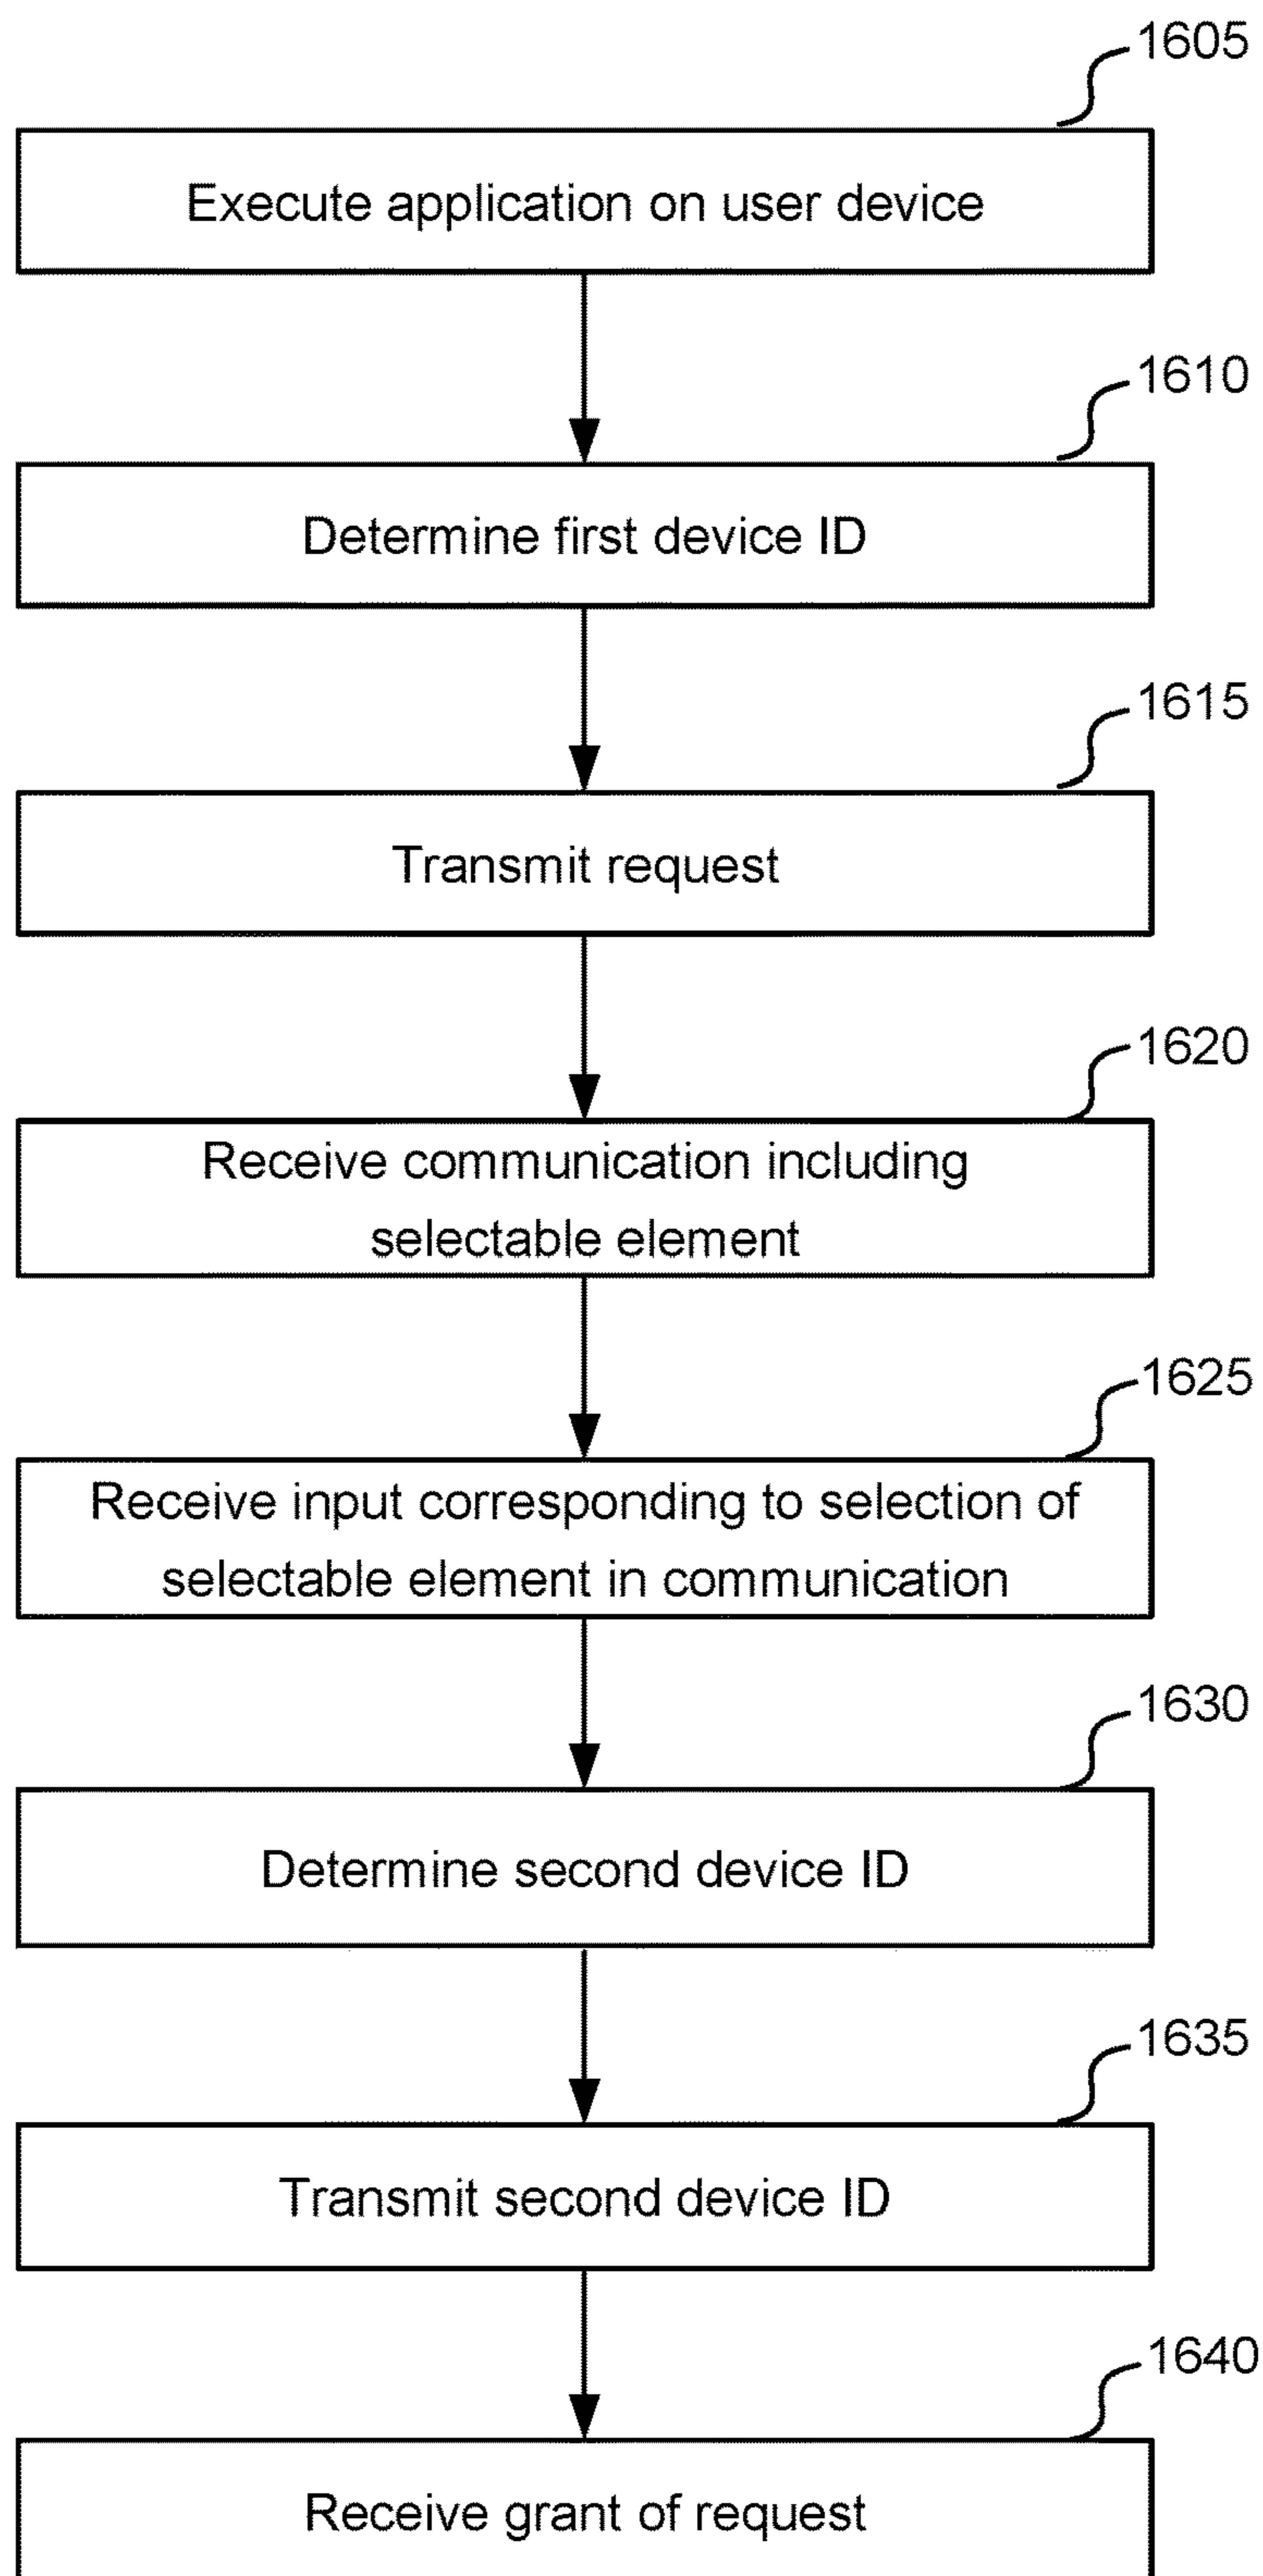 1605
Execute application on user device
1610
Determine first device ID
1615
Transmit request
1620
Receive communication including
selectable element
1625
Receive input corresponding to selection of
selectable element in communication
1630
Determine second device ID
1635
Transmit second device ID
1640
Receive grant of request